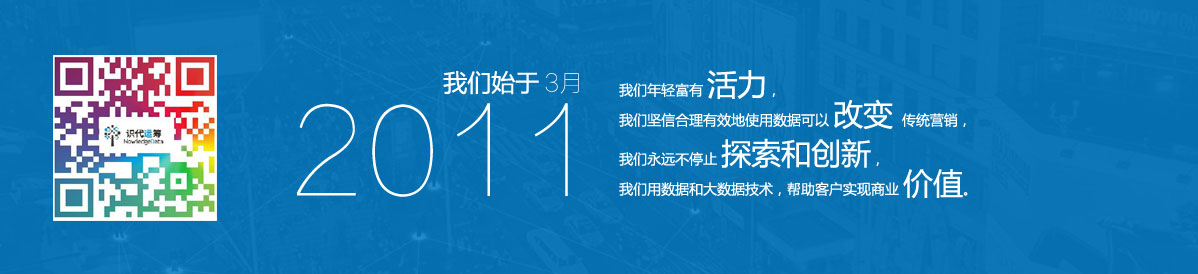 识代运筹
NowledgeData
我们始于 3月
2011
我们年轻富有 活力，
我们坚信合理有效地使用数据可以 改变 传统营销，
我们永远不停止 探索和创新，
我们用数据和大数据技术，帮助客户实现商业 价值。